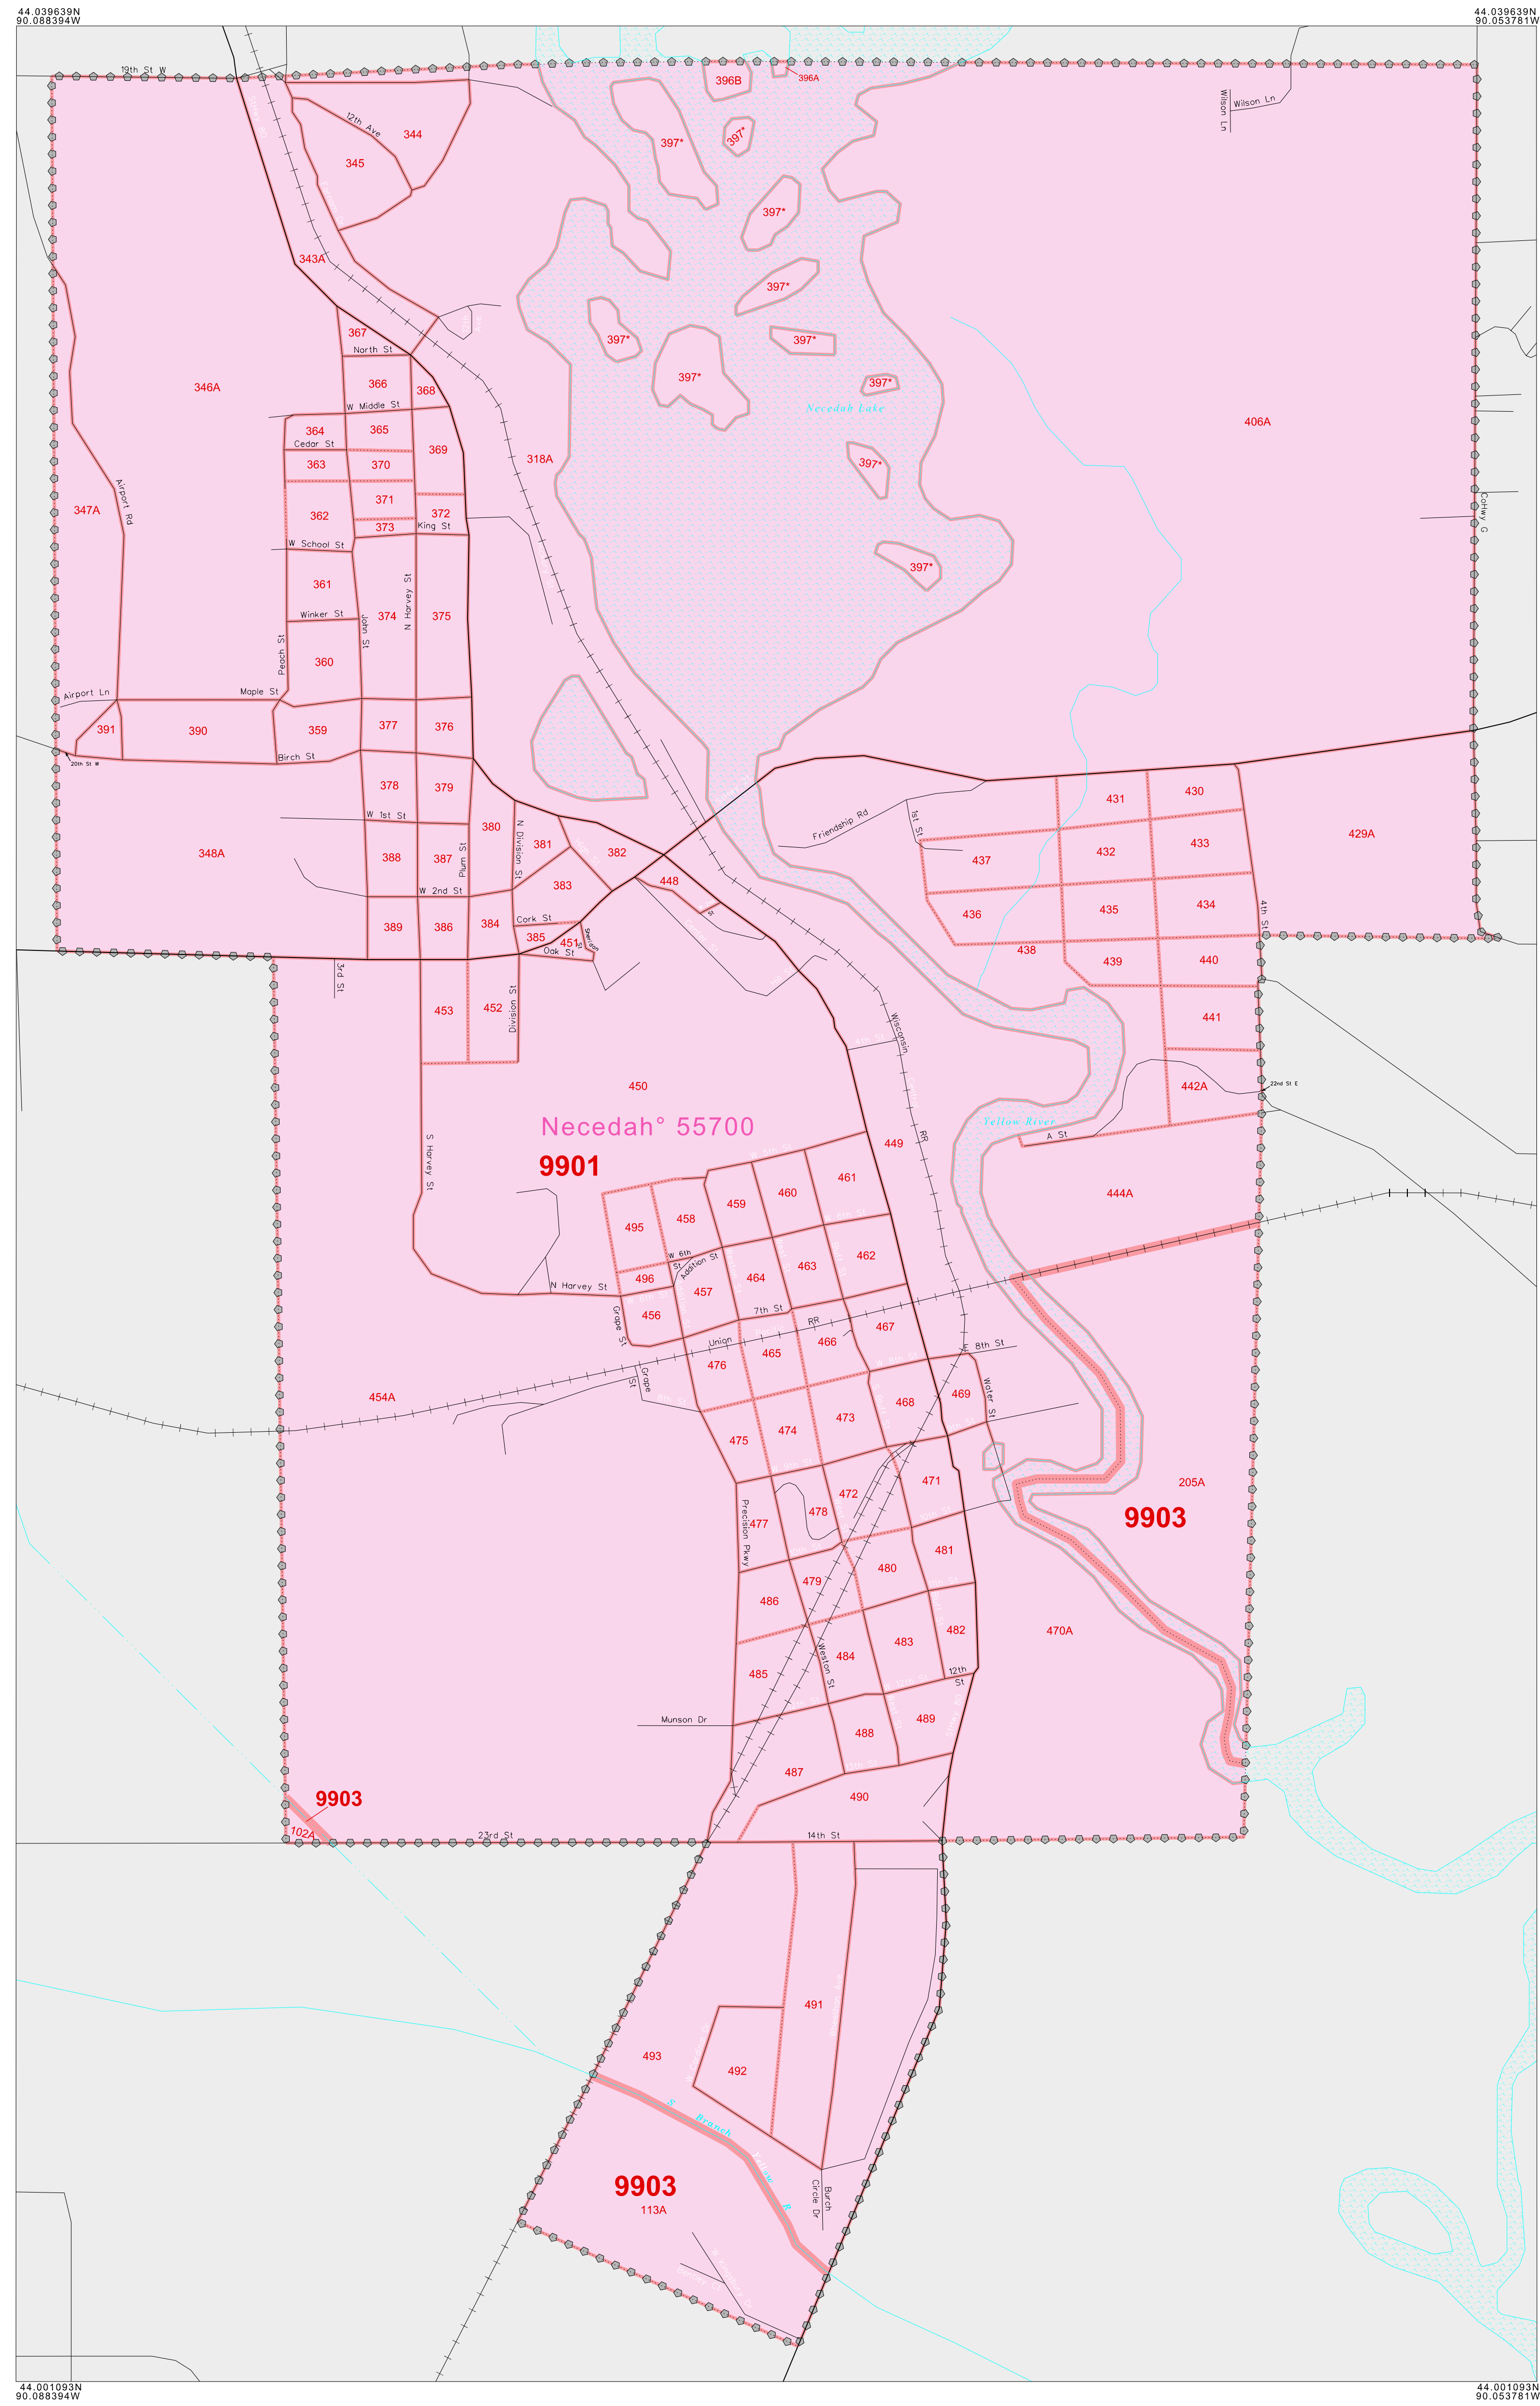 44.039639N
90.088394W
44.039639N
90.053781W
19th St W
396B
396A
Wilson Ln
Wilson Ln
12th Ave
344
345
397*
397*
397*
343A
397*
367
North St
397*
397*
397*
397*
346A
366
368
W Middle St
Necedah Lake
406A
364
365
Cedar St
369
363
370
318A
397*
347A
Airport Rd
371
362
372
373
King St
CoHwy G
W School St
397*
361
374
N Harvey St
375
Winker St
John St
Peach St
360
Airport Ln
Maple St
391
390
359
377
376
Birch St
20th St W
378
379
431
430
W 1st St
380
N Division St
381
382
Friendship Rd
1st St
348A
388
387
Plum St
437
432
433
429A
W 2nd St
383
448
St
389
386
384
Cork St
385
451
Sheridan St
Oak St
436
435
434
4th St
438
439
440
3rd St
453
452
Division St
441
Wisconsin
RR
450
442A
22nd St E
Necedah° 55700
9901
Yellow River
A St
449
S Harvey St
444A
495
458
459
460
461
W 6th
St
Addition St
496
457
464
463
462
N Harvey St
456
Grape St
7th St
Union
RR
466
467
465
476
E 8th St
Grape
St
454A
469
Water St
468
473
474
475
471
472
478
477
Precision Pkwy
205A
9903
481
480
479
486
482
483
484
485
Weston St
12th
St
470A
Munson Dr
489
488
487
490
9903
102A
23rd St
14th St
491
493
492
S Branch Yellow R
9903
113A
Burch
Circle Dr
44.001093N
90.088394W
44.001093N
90.053781W